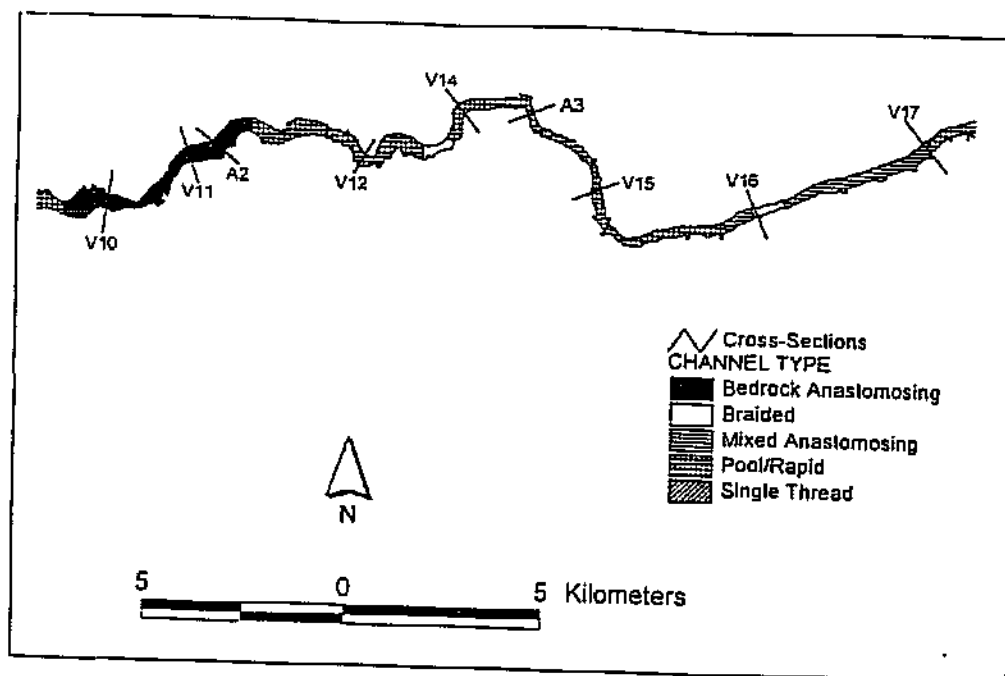 V14
A3
V17
V11
A2
V12
V15
V16
V10
Cross-Sections
CHANNEL TYPE
Bedrock Anastomosing
Braided
Mixed Anastomosing
Pool/Rapid
Single Thread
N
5 0 5 Kilometers